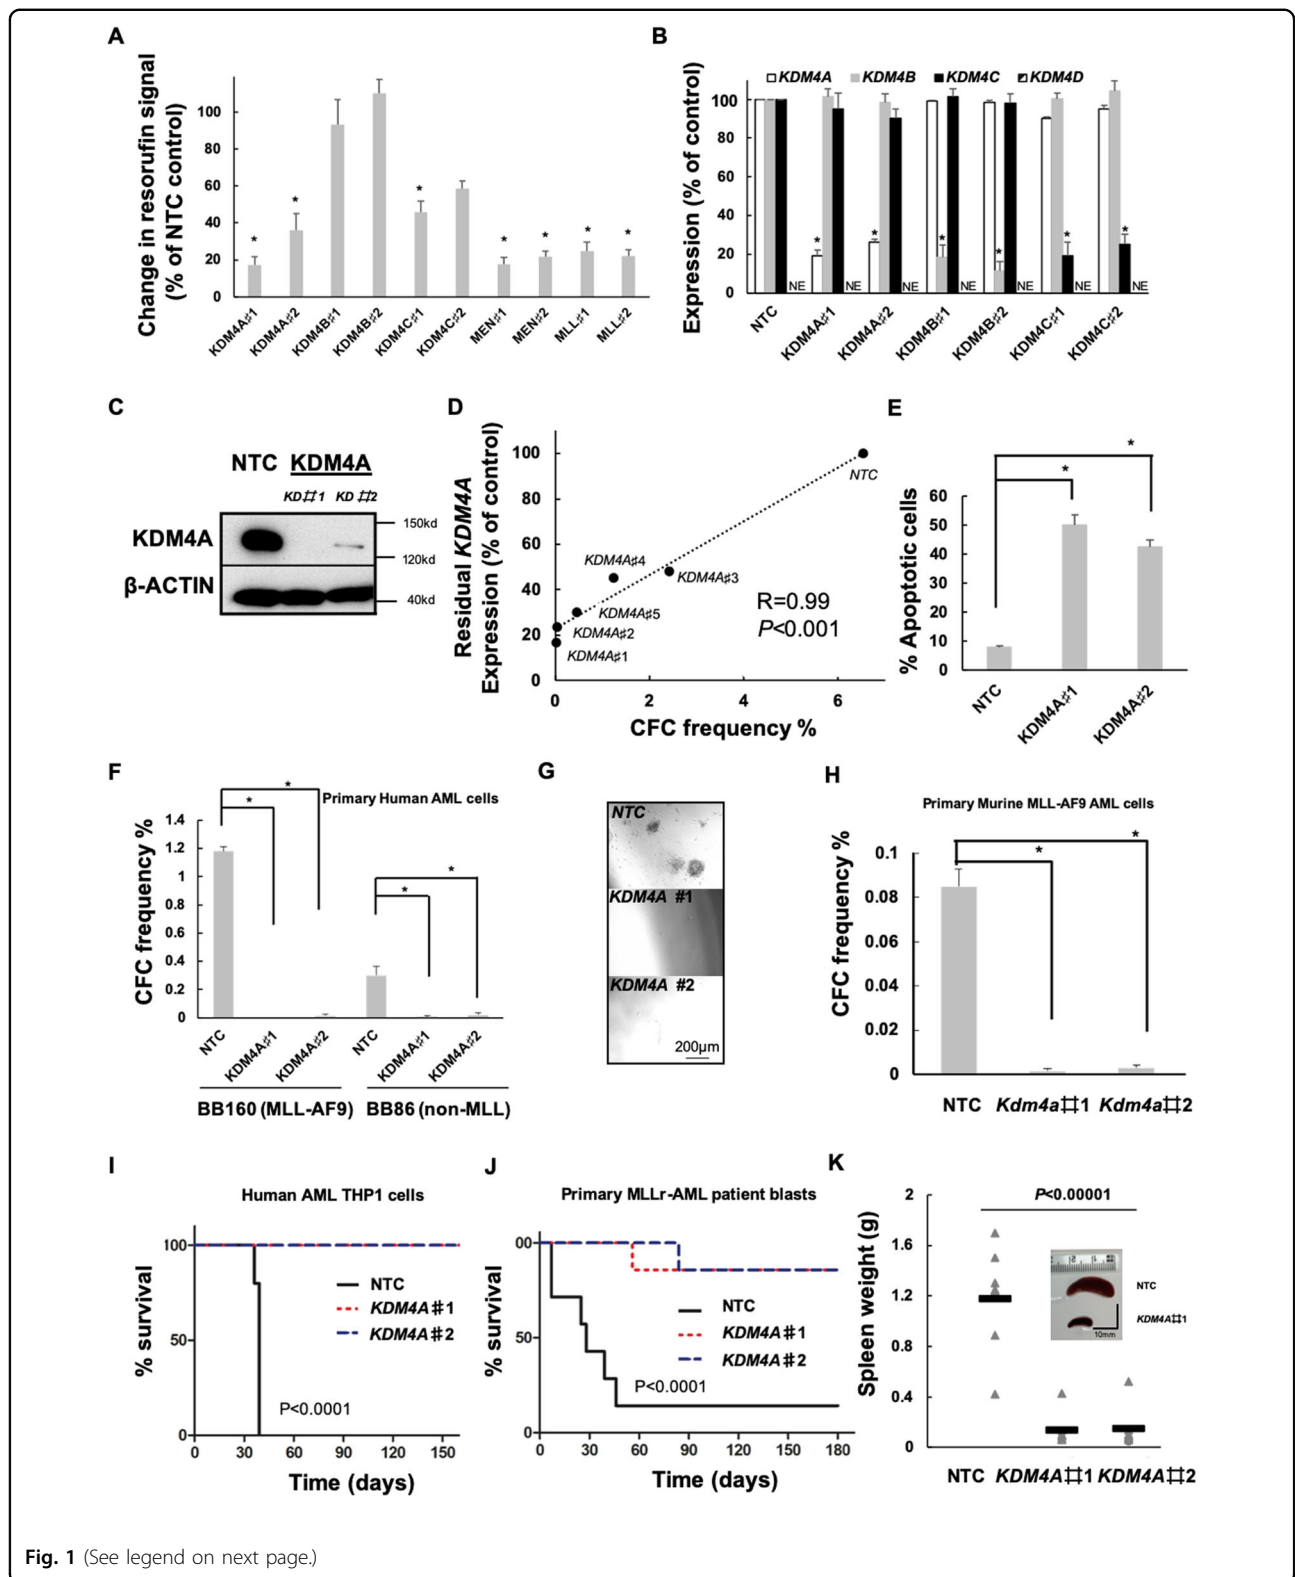 A
Change in resorufin signal
(% of NTC control)
100
80
60
40
20
0
*
*
*
*
*
*
*
KDM4A♯1
KDM4A♯2
KDM4B♯1
KDM4B♯2
KDM4C♯1
KDM4C♯2
MEN♯1
MEN♯2
MLL♯1
MLL♯2
B
Expression (% of control)
KDM4A KDM4B KDM4C KDM4D
100
80
60
40
20
0
*
*
*
*
*
*
NE NE NE NE NE NE NE
NTC
KDM4A♯1
KDM4A♯2
KDM4B♯1
KDM4B♯2
KDM4C♯1
KDM4C♯2
C
NTC KDM4A
KD♯1 KD ♯2
KDM4A
150kd
120kd
β-ACTIN
40kd
D
Residual KDM4A
Expression (% of control)
100
80
60
40
20
0
NTC
KDM4A♯4
KDM4A♯3
KDM4A♯5
KDM4A♯2
KDM4A♯1
R=0.99
P<0.001
0 2 4 6
CFC frequency %
E
% Apoptotic cells
60
50
40
30
20
10
0
*
*
NTC
KDM4A♯1
KDM4A♯2
F
Primary Human AML cells
CFC frequency %
1.4
1.2
1
0.8
0.6
0.4
0.2
0
*
*
*
*
NTC
KDM4A♯1
KDM4A♯2
NTC
KDM4A♯1
KDM4A♯2
BB160 (MLL-AF9) BB86 (non-MLL)
G
NTC
KDM4A #1
KDM4A #2
200µm
H
Primary Murine MLL-AF9 AML cells
CFC frequency %
0.1
0.08
0.06
0.04
0.02
0
*
*
NTC Kdm4a♯1 Kdm4a♯2
I
Human AML THP1 cells
% survival
100
50
0
NTC
KDM4A♯1
KDM4A♯2
P<0.0001
0 30 60 90 120 150
Time (days)
J
Primary MLLr-AML patient blasts
% survival
00
50
0
NTC
KDM4A♯1
KDM4A♯2
P<0.0001
0 30 60 90 120 150 180
Time (days)
K
Spleen weight (g)
2
1.6
1.2
0.8
0.4
0
P<0.00001
NTC
KDM4A♯1
10mm
NTC KDM4A♯1 KDM4A♯2
Fig. 1 (See legend on next page.)